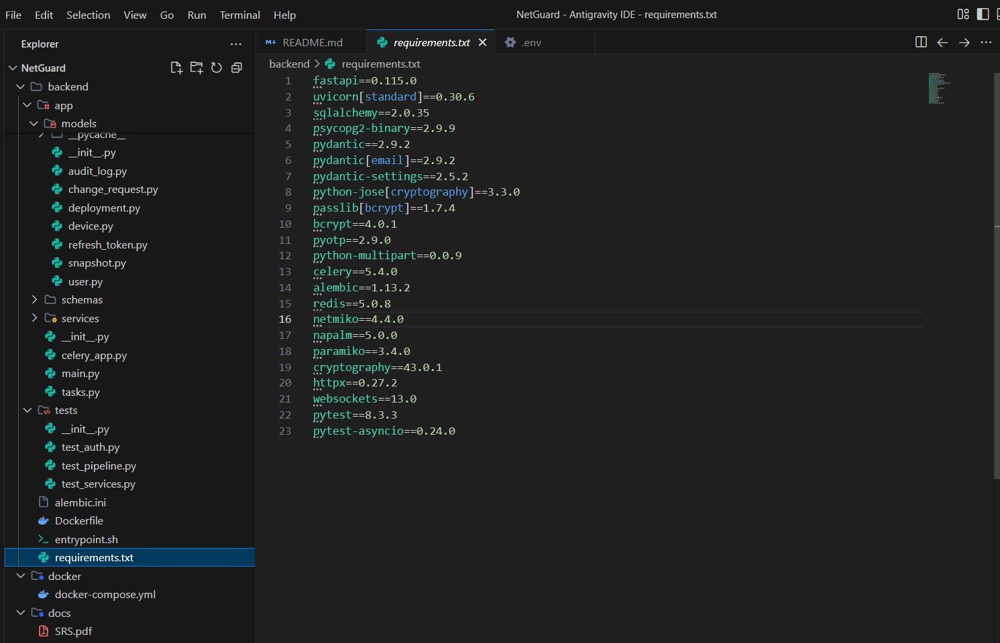 File Edit Selection View Go Run Terminal Help NetGuard - Antigravity IDE - requirements.txt
Explorer
NetGuard
backend
app
models
__pycache__
__init__.py
audit_log.py
change_request.py
deployment.py
device.py
refresh_token.py
snapshot.py
user.py
schemas
services
__init__.py
celery_app.py
main.py
tasks.py
tests
__init__.py
test_auth.py
test_pipeline.py
test_services.py
alembic.ini
Dockerfile
entrypoint.sh
requirements.txt
docker
docker-compose.yml
docs
SRS.pdf
README.md requirements.txt .env
backend > requirements.txt
1 fastapi==0.115.0
2 uvicorn[standard]==0.30.6
3 sqlalchemy==2.0.35
4 psycopg2-binary==2.9.9
5 pydantic==2.9.2
6 pydantic[email]==2.9.2
7 pydantic-settings==2.5.2
8 python-jose[cryptography]==3.3.0
9 passlib[bcrypt]==1.7.4
10 bcrypt==4.0.1
11 pyotp==2.9.0
12 python-multipart==0.0.9
13 celery==5.4.0
14 alembic==1.13.2
15 redis==5.0.8
16 netmiko==4.4.0
17 napalm==5.0.0
18 paramiko==3.4.0
19 cryptography==43.0.1
20 httpx==0.27.2
21 websockets==13.0
22 pytest==8.3.3
23 pytest-asyncio==0.24.0